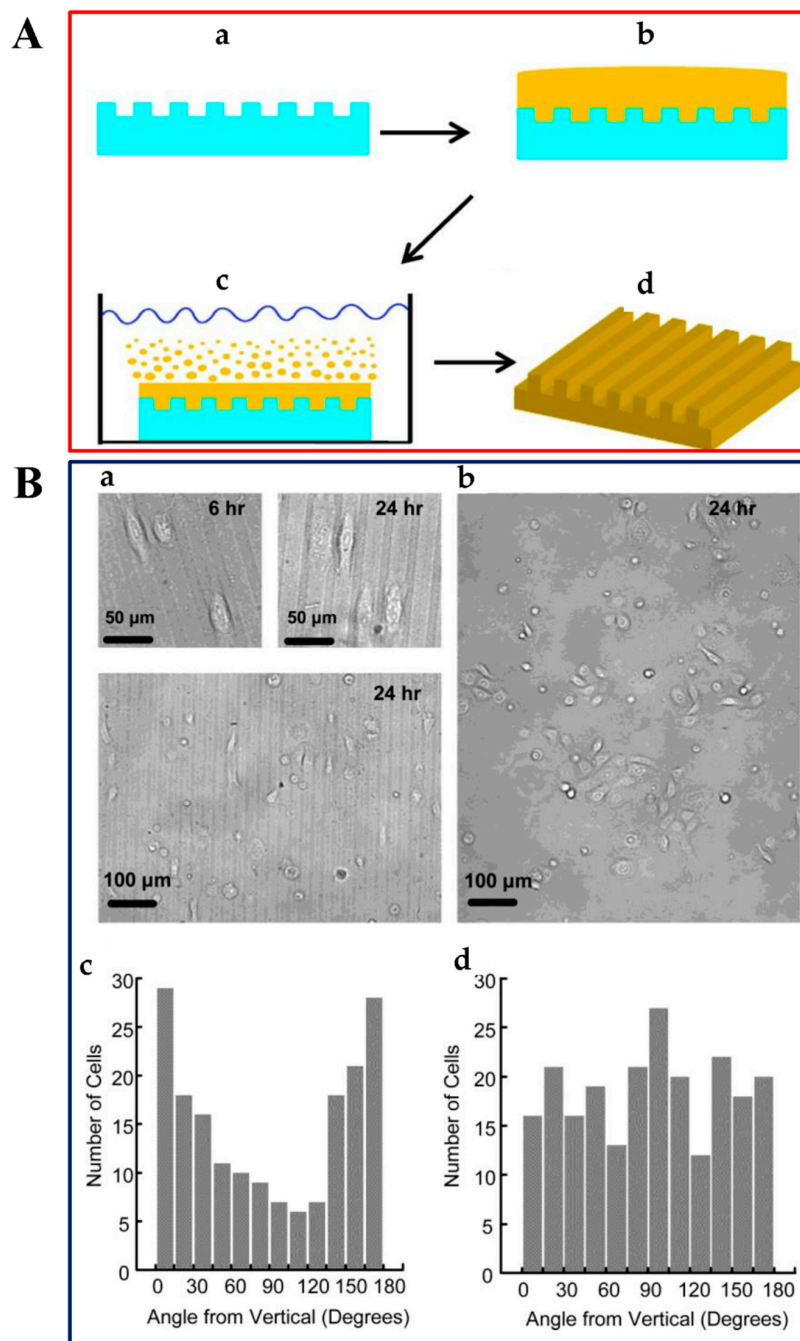 A
a
b
c
d
B
a
6 hr
50 µm
24 hr
50 µm
24 hr
100 µm
b
24 hr
100 µm
c
Number of Cells
30
25
20
15
10
5
0
0 30 60 90 120 150 180
Angle from Vertical (Degrees)
d
Number of Cells
30
25
20
15
10
5
0
0 30 60 90 120 150 180
Angle from Vertical (Degrees)